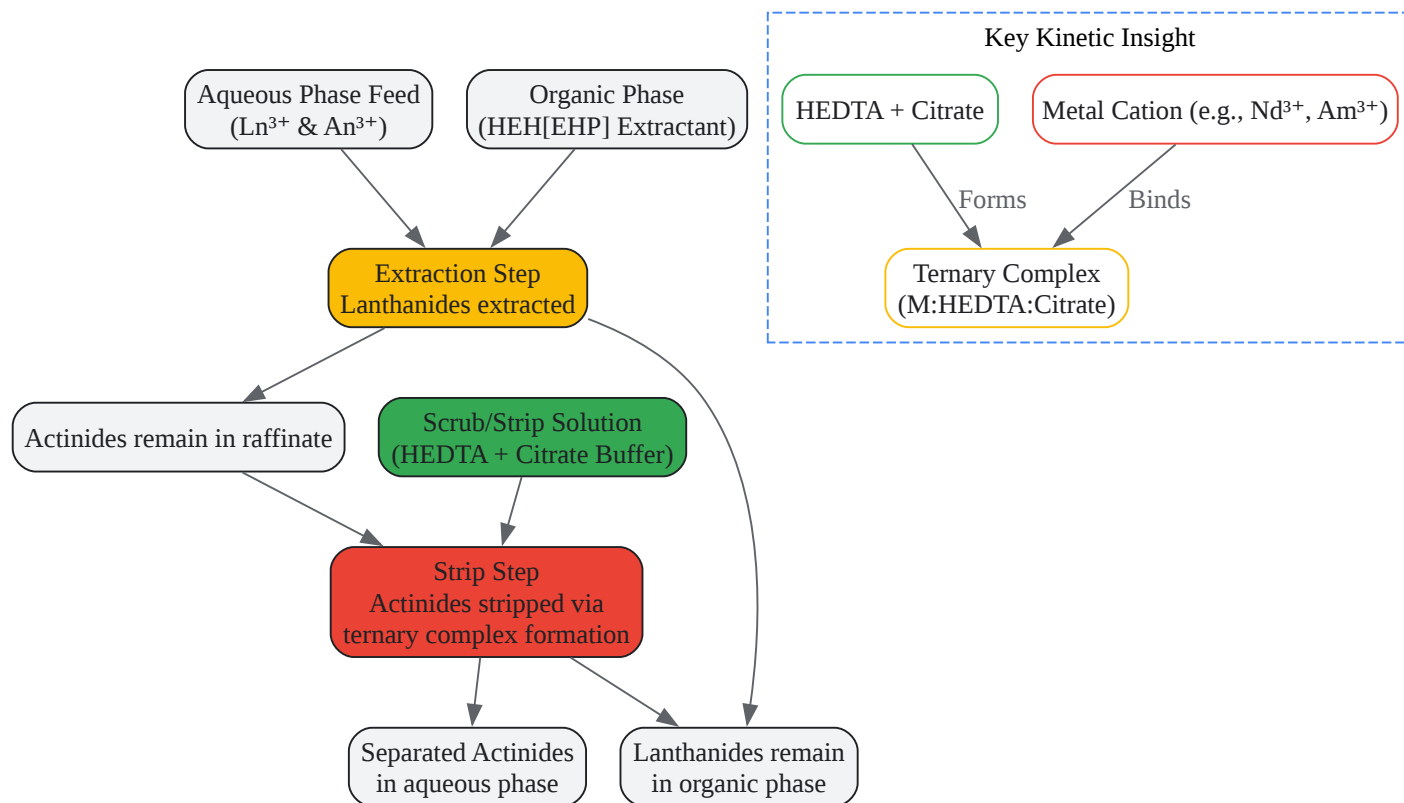 Key Kinetic Insight
Aqueous Phase Feed
(Ln³⁺ & An³⁺)
Organic Phase
(HEH[EHP] Extractant)
HEDTA + Citrate
Metal Cation (e.g., Nd³⁺, Am³⁺)
Forms
Binds
Extraction Step
Lanthanides extracted
Ternary Complex
(M:HEDTA:Citrate)
Actinides remain in raffinate
Scrub/Strip Solution
(HEDTA + Citrate Buffer)
Strip Step
Actinides stripped via
ternary complex formation
Separated Actinides
in aqueous phase
Lanthanides remain
in organic phase